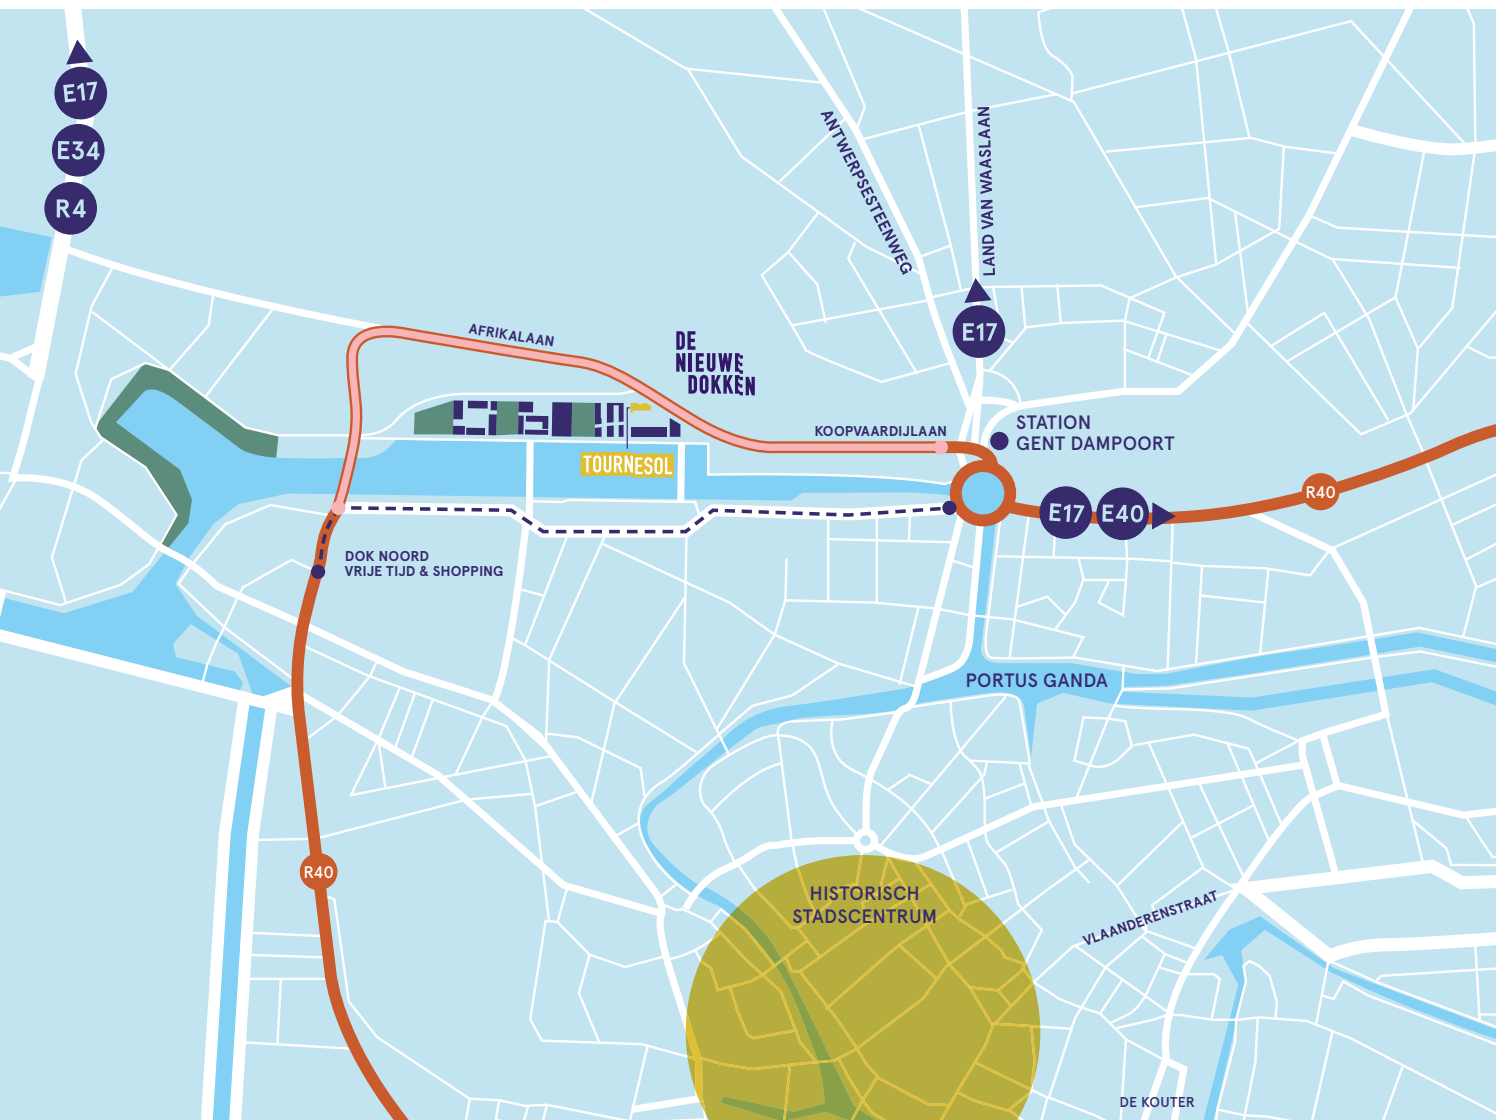 E17
E34
R4
ANTWERPSESTEENWEG
LAND VAN WAASLAAN
E17
AFRIKALAAN
DE
NIEUWE
DOKKEN
KOOPVAARDIJLAAN
STATION
GENT DAMPOORT
TOURNESOL
R40
E17
E40
DOK NOORD
VRIJE TIJD & SHOPPING
PORTUS GANDA
R40
HISTORISCH
STADSCENTRUM
VLAANDERENSTRAAT
DE KOUTER